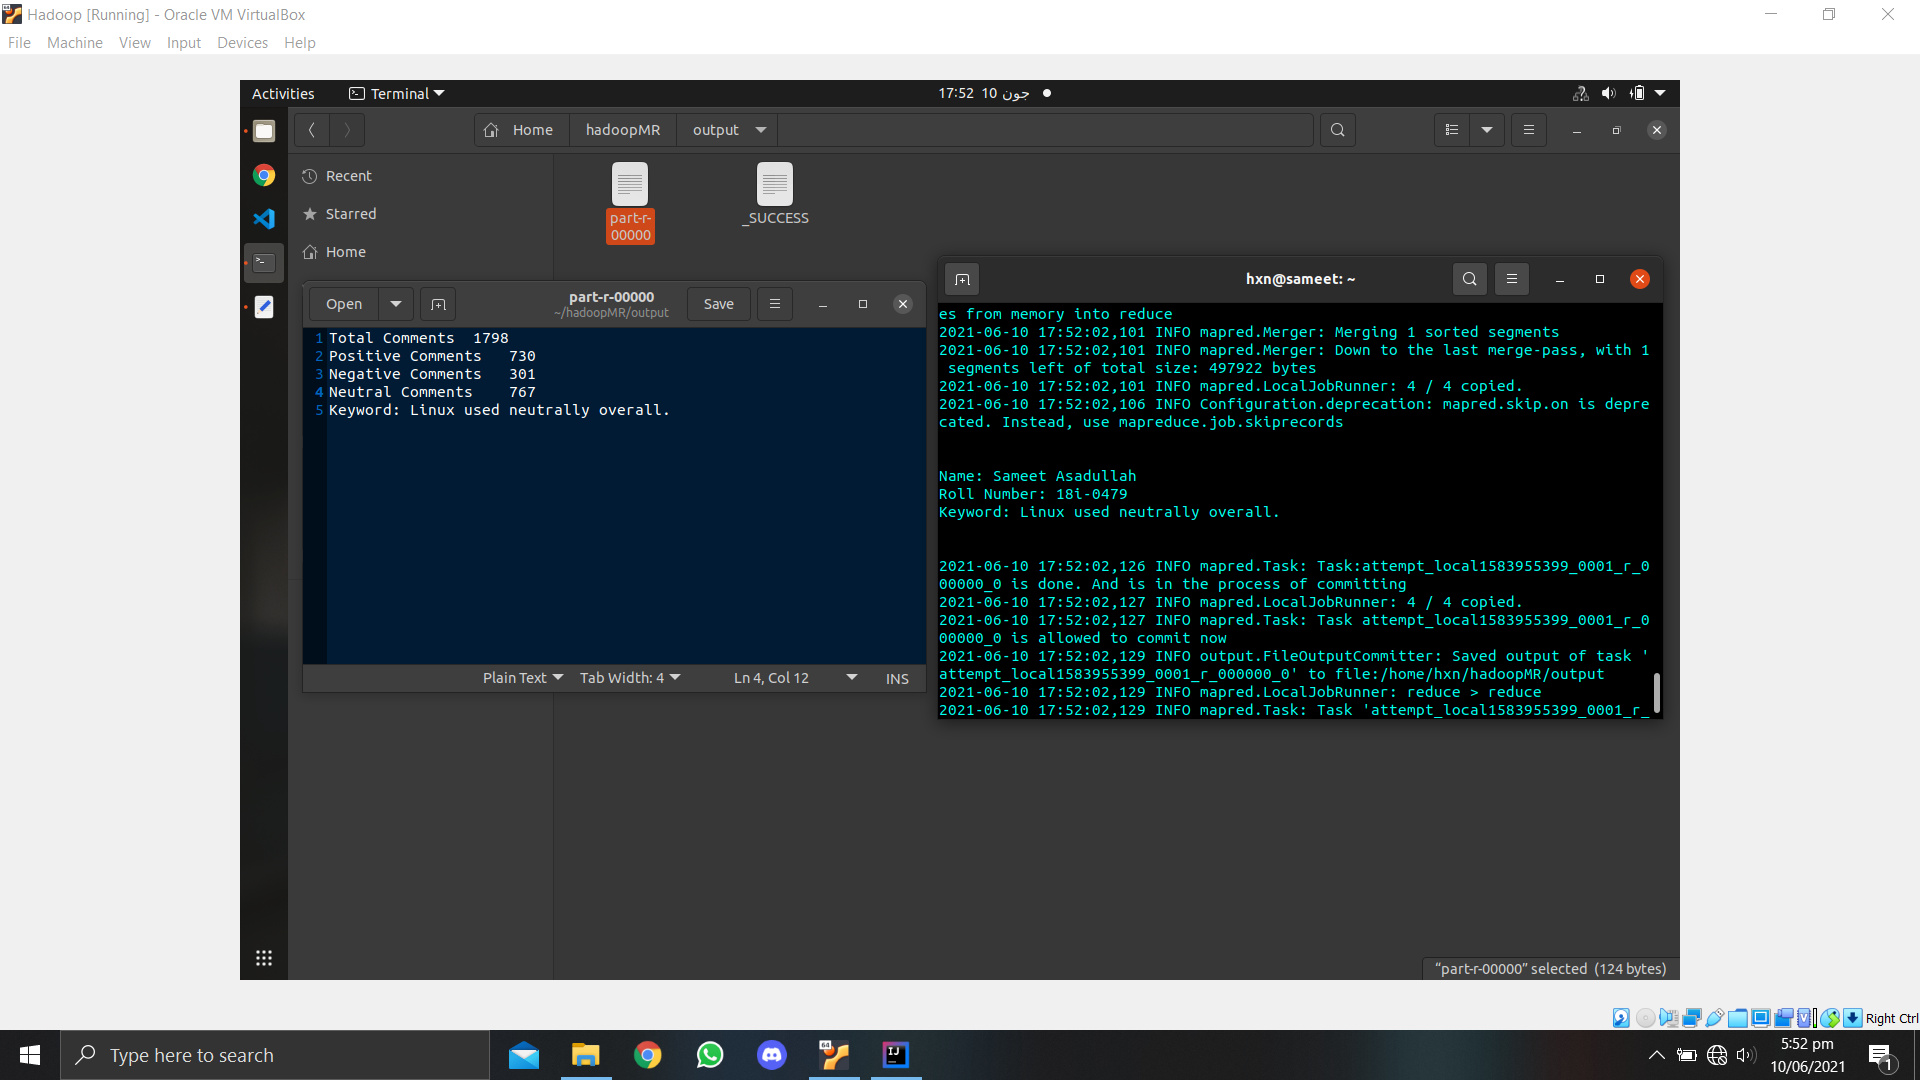 Hadoop [Running] - Oracle VM VirtualBox
File Machine View Input Devices Help
Activities Terminal 17:52 10 جون
Home hadoopMR output
Recent
Starred
Home
part-r-
00000
_SUCCESS
Open part-r-00000 Save
~/hadoopMR/output
1 Total Comments 1798
2 Positive Comments 730
3 Negative Comments 301
4 Neutral Comments 767
5 Keyword: Linux used neutrally overall.
Plain Text Tab Width: 4 Ln 4, Col 12 INS
hxn@sameet: ~
es from memory into reduce
2021-06-10 17:52:02,101 INFO mapred.Merger: Merging 1 sorted segments
2021-06-10 17:52:02,101 INFO mapred.Merger: Down to the last merge-pass, with 1
segments left of total size: 497922 bytes
2021-06-10 17:52:02,101 INFO mapred.LocalJobRunner: 4 / 4 copied.
2021-06-10 17:52:02,106 INFO Configuration.deprecation: mapred.skip.on is depre
cated. Instead, use mapreduce.job.skiprecords
Name: Sameet Asadullah
Roll Number: 18i-0479
Keyword: Linux used neutrally overall.
2021-06-10 17:52:02,126 INFO mapred.Task: Task:attempt_local1583955399_0001_r_0
00000_0 is done. And is in the process of committing
2021-06-10 17:52:02,127 INFO mapred.LocalJobRunner: 4 / 4 copied.
2021-06-10 17:52:02,127 INFO mapred.Task: Task attempt_local1583955399_0001_r_0
00000_0 is allowed to commit now
2021-06-10 17:52:02,129 INFO output.FileOutputCommitter: Saved output of task '
attempt_local1583955399_0001_r_000000_0' to file:/home/hxn/hadoopMR/output
2021-06-10 17:52:02,129 INFO mapred.LocalJobRunner: reduce > reduce
2021-06-10 17:52:02,129 INFO mapred.Task: Task 'attempt_local1583955399_0001_r_
“part-r-00000” selected (124 bytes)
Right Ctrl
Type here to search
64
IJ
5:52 pm
10/06/2021
1